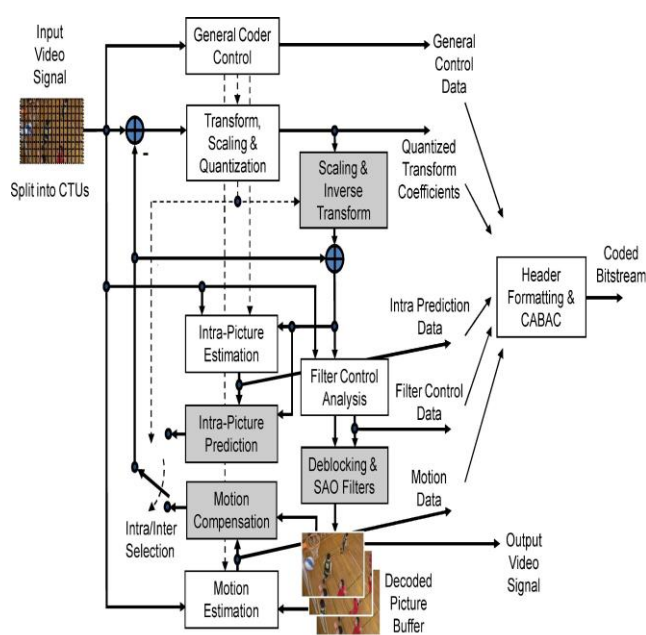 Input
Video
Signal
General Coder
Control
General
Control
Data
Transform,
Scaling &
Quantization
-
Split into CTUs
Scaling &
Inverse
Transform
Quantized
Transform
Coefficients
Header
Formatting &
CABAC
Coded
Bitstream
Intra-Picture
Estimation
Intra Prediction
Data
Filter Control
Analysis
Filter Control
Data
Intra-Picture
Prediction
Deblocking &
SAO Filters
Motion
Data
Motion
Compensation
Intra/Inter
Selection
Motion
Estimation
Decoded
Picture
Buffer
Output
Video
Signal